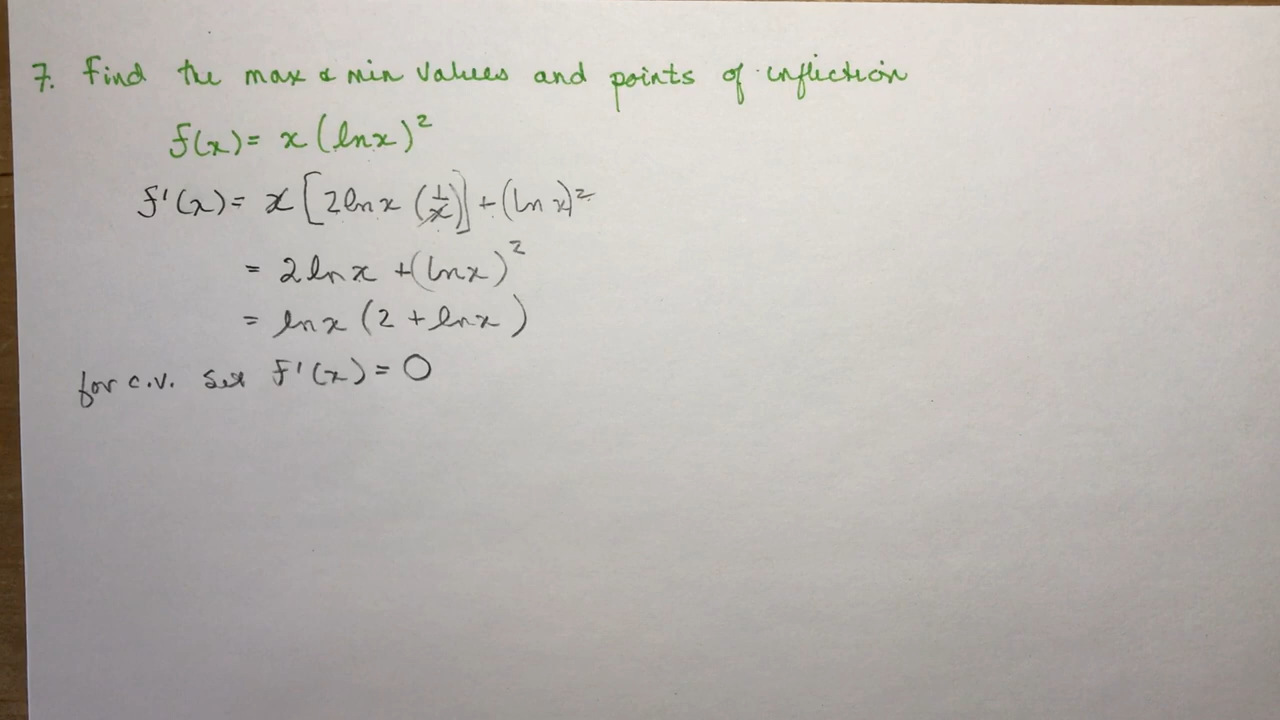 7. Find the max & min values and points of inflection
f(x) = x (lnx)²
f'(x) = x [2lnx (1/x)] + (ln x)²
= 2lnx + (lnx)²
= lnx (2 + lnx)
for c.v. set f'(x) = 0